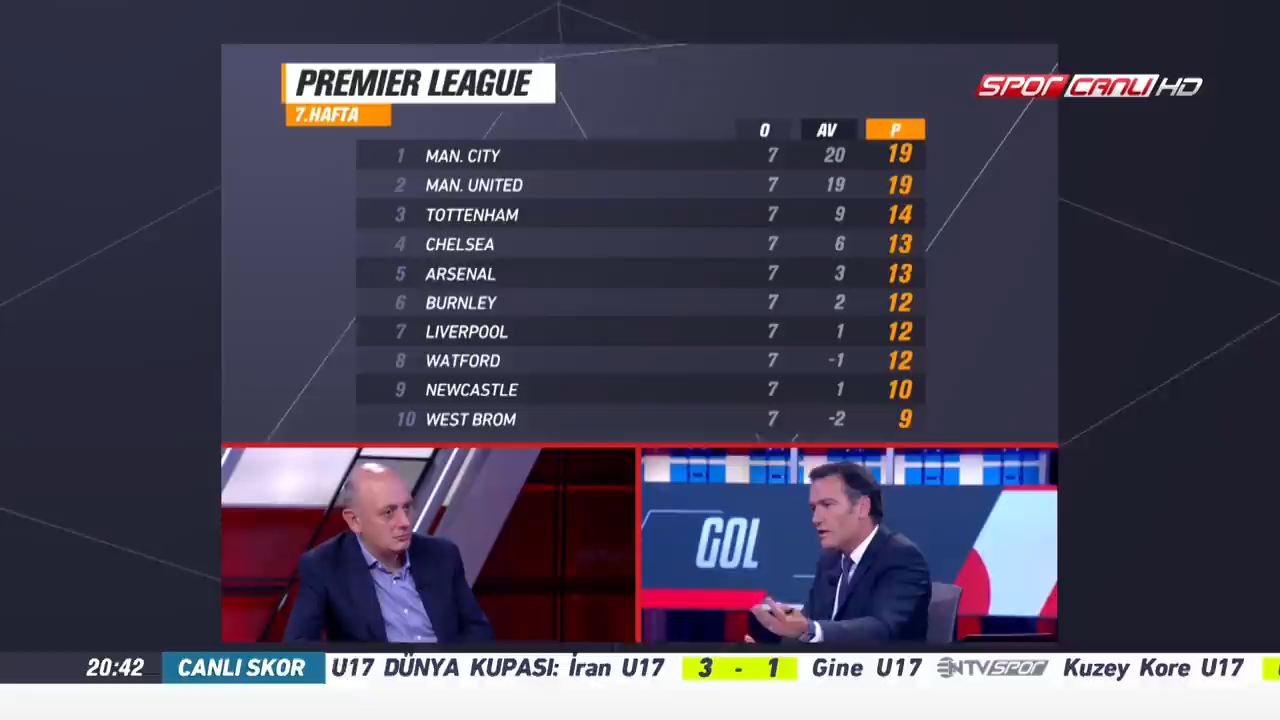 PREMIER LEAGUE
7.HAFTA
SPOR CANLI HD
O AV P
1 MAN. CITY 7 20 19
2 MAN. UNITED 7 19 19
3 TOTTENHAM 7 9 14
4 CHELSEA 7 6 13
5 ARSENAL 7 3 13
6 BURNLEY 7 2 12
7 LIVERPOOL 7 1 12
8 WATFORD 7 -1 12
9 NEWCASTLE 7 1 10
10 WEST BROM 7 -2 9
GOL
20:42 CANLI SKOR U17 DÜNYA KUPASI: İran U17 3 - 1 Gine U17 NTVSPOR Kuzey Kore U17